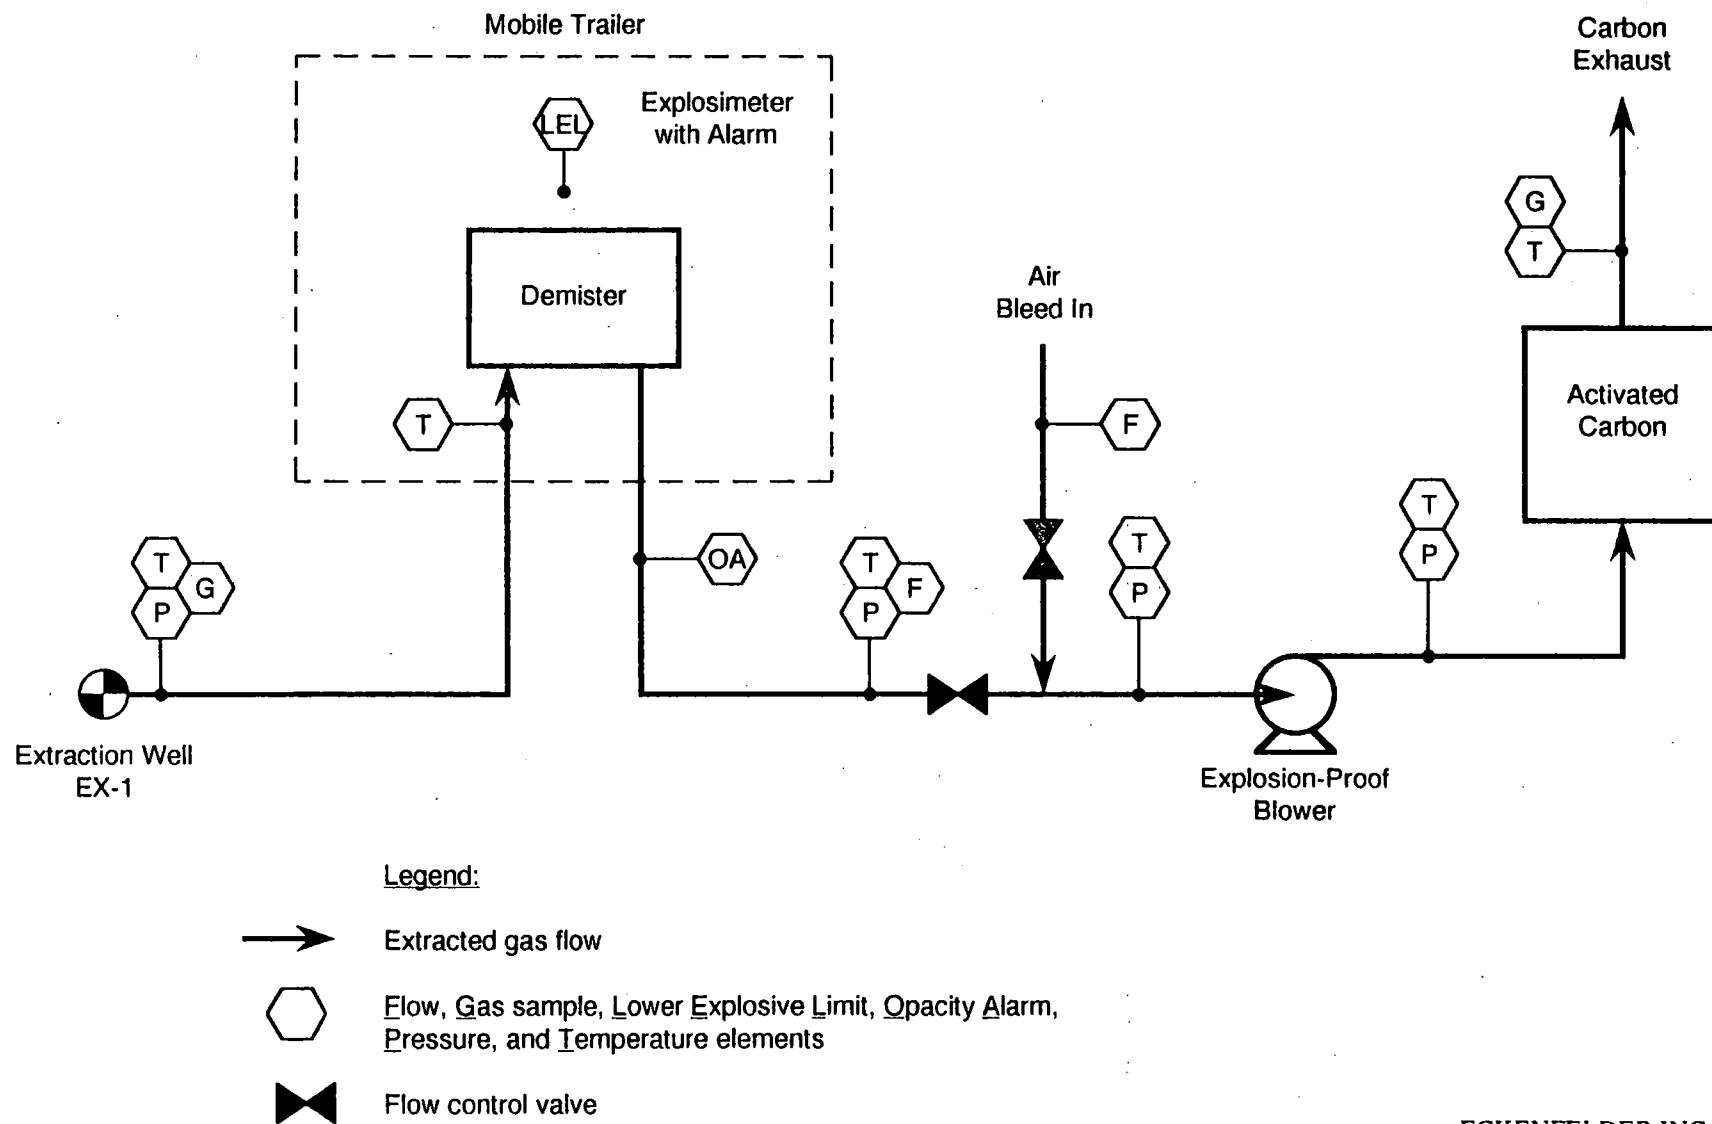 Mobile Trailer
Carbon
Exhaust
LEL
Explosimeter
with Alarm
G
T
Demister
Air
Bleed In
Activated
Carbon
T
F
T
P
T
G
P
OA
T
F
P
T
P
Extraction Well
EX-1
Explosion-Proof
Blower
Legend:
Extracted gas flow
Flow, Gas sample, Lower Explosive Limit, Opacity Alarm,
Pressure, and Temperature elements
Flow control valve